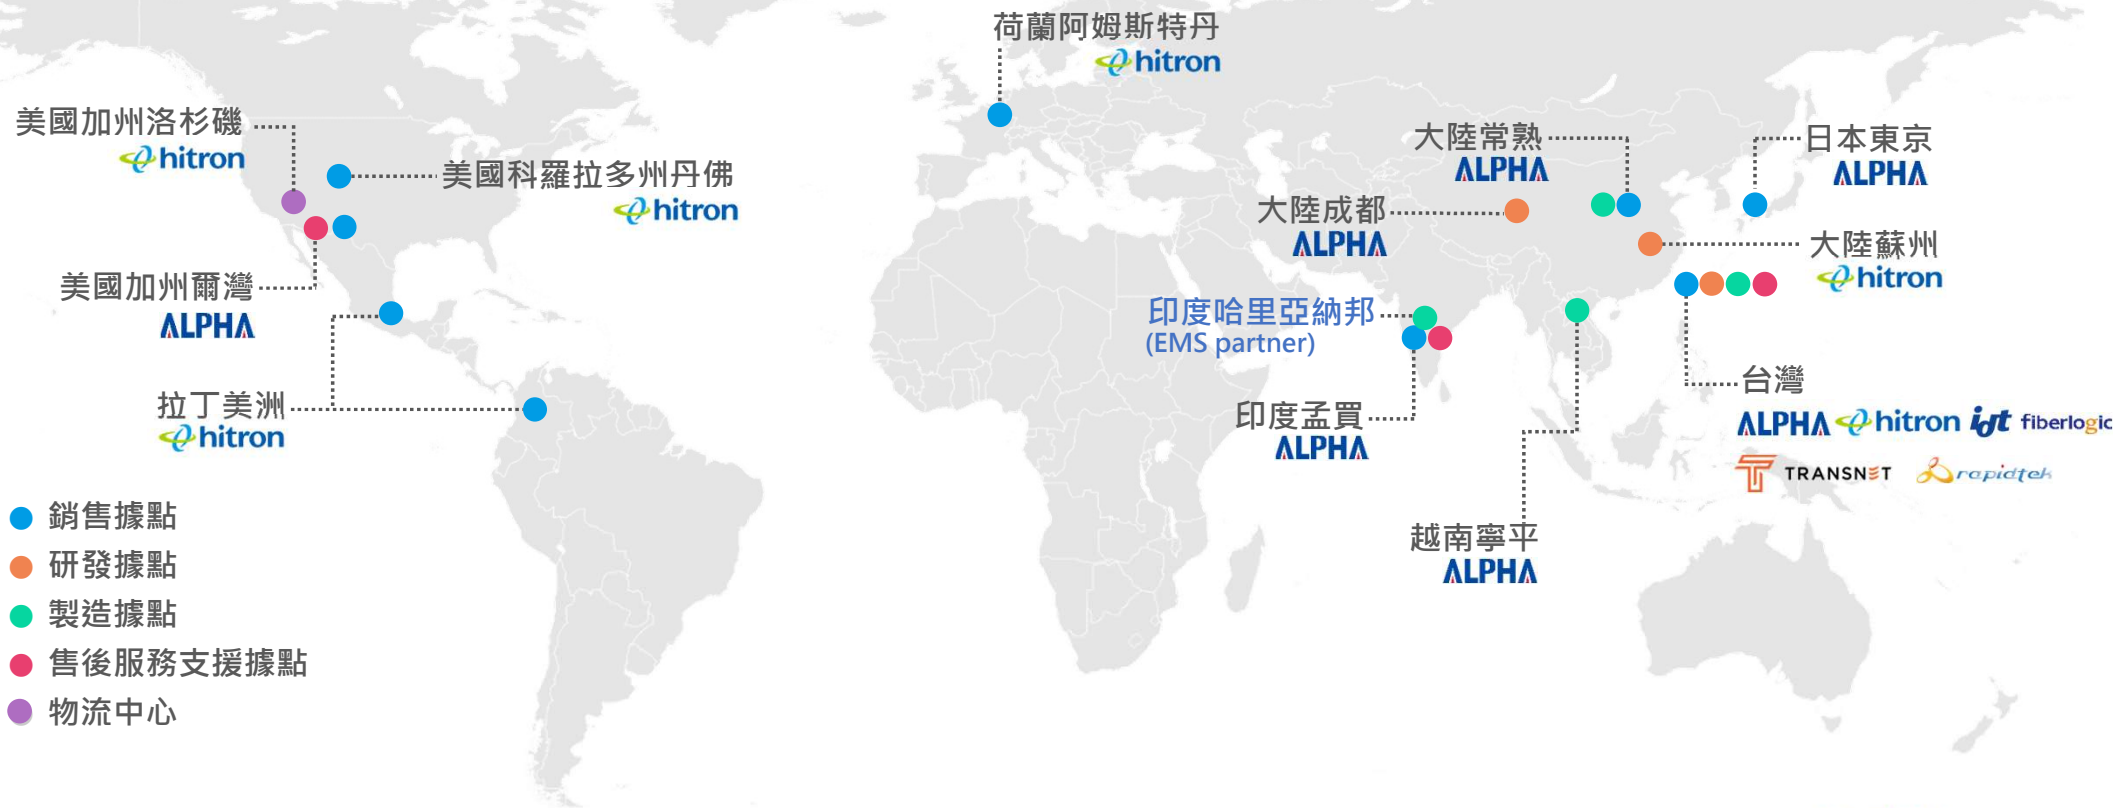 荷蘭阿姆斯特丹
hitron
美國加州洛杉磯
hitron
美國科羅拉多州丹佛
hitron
美國加州爾灣
ALPHA
拉丁美洲
hitron
大陸常熟
ALPHA
日本東京
ALPHA
大陸成都
ALPHA
大陸蘇州
hitron
印度哈里亞納邦
(EMS partner)
印度孟買
ALPHA
台灣
ALPHA hitron idt fiberlogic
TRANSNET rapidtek
越南寧平
ALPHA
銷售據點
研發據點
製造據點
售後服務支援據點
物流中心